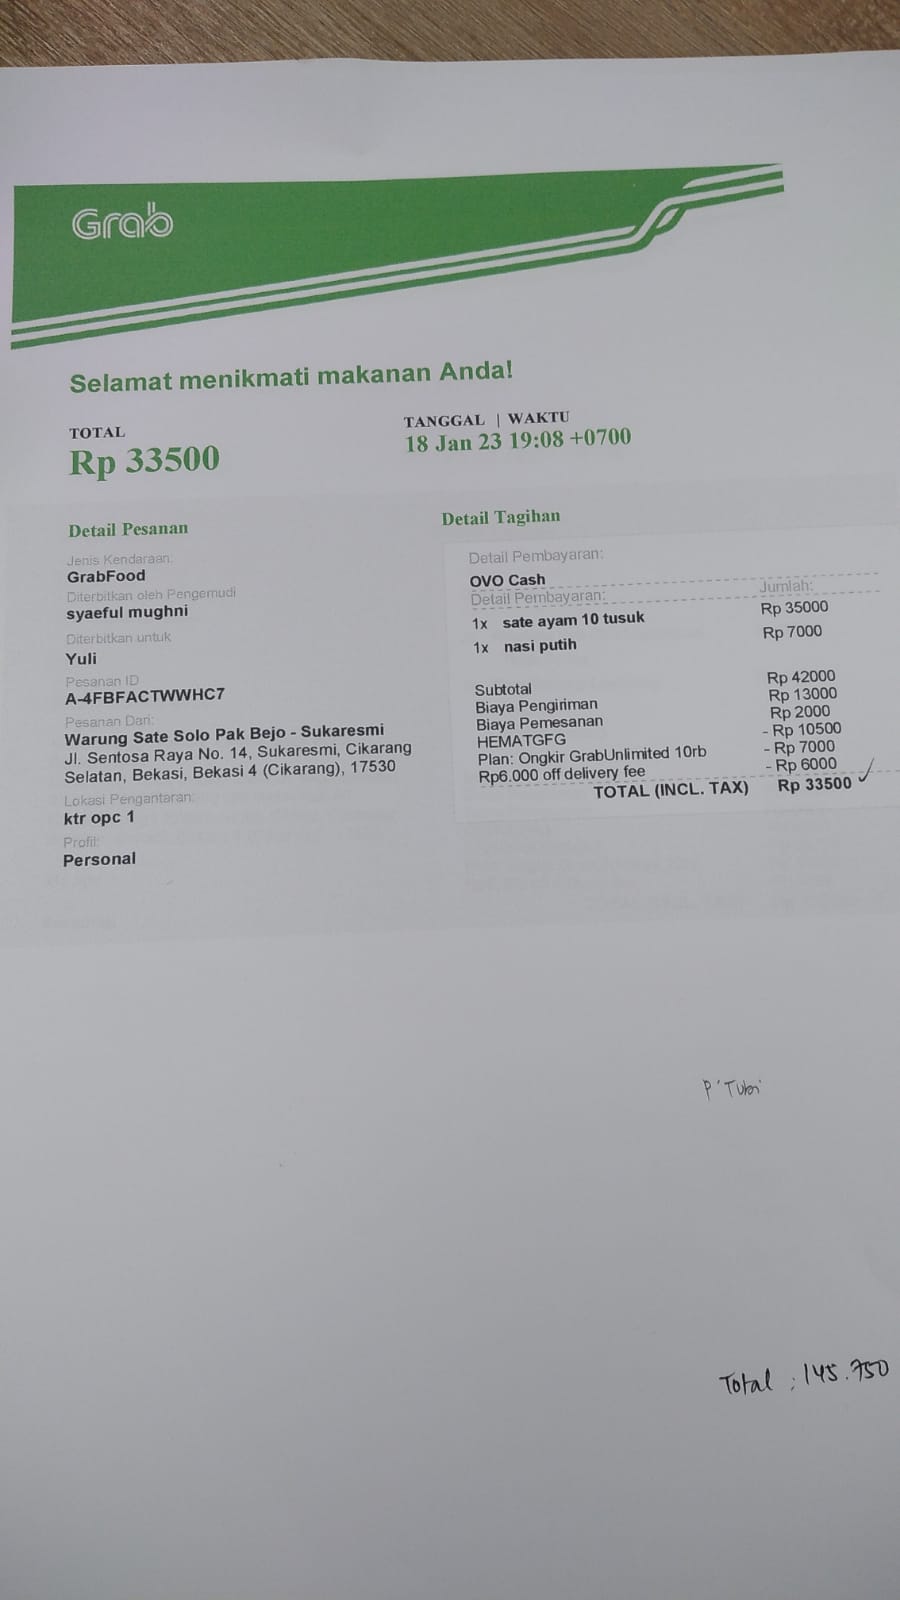 Grab
Selamat menikmati makanan Anda!
TOTAL
Rp 33500
TANGGAL | WAKTU
18 Jan 23 19:08 +0700
Detail Pesanan
Jenis Kendaraan:
GrabFood
Diterbitkan oleh Pengemudi
syaeful mughni
Diterbitkan untuk
Yuli
Pesanan ID
A-4FBFACTWWHC7
Pesanan Dari:
Warung Sate Solo Pak Bejo - Sukaresmi
Jl. Sentosa Raya No. 14, Sukaresmi, Cikarang
Selatan, Bekasi, Bekasi 4 (Cikarang), 17530
Lokasi Pengantaran:
ktr opc 1
Profil:
Personal
Detail Tagihan
Detail Pembayaran:
OVO Cash
Detail Pembayaran: Jumlah:
1x sate ayam 10 tusuk Rp 35000
1x nasi putih Rp 7000
Subtotal Rp 42000
Biaya Pengiriman Rp 13000
Biaya Pemesanan Rp 2000
HEMATGFG - Rp 10500
Plan: Ongkir GrabUnlimited 10rb - Rp 7000
Rp6.000 off delivery fee - Rp 6000
TOTAL (INCL. TAX) Rp 33500
Total : 145.750